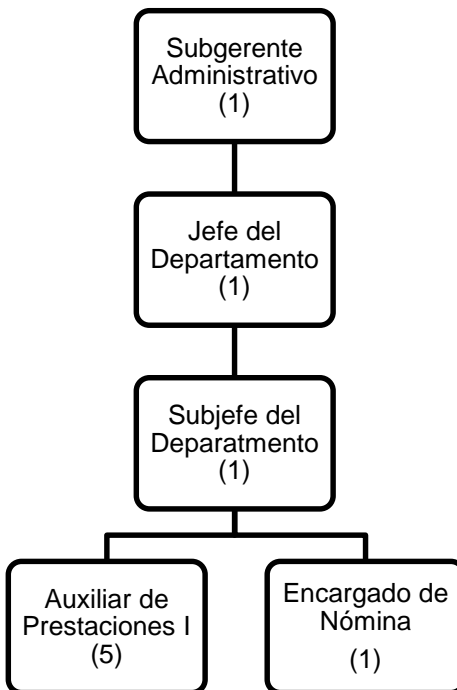 Subgerente
Administrativo
(1)
Jefe del
Departamento
(1)
Subjefe del
Deparatmento
(1)
Auxiliar de
Prestaciones I
(5)
Encargado de
Nómina
(1)